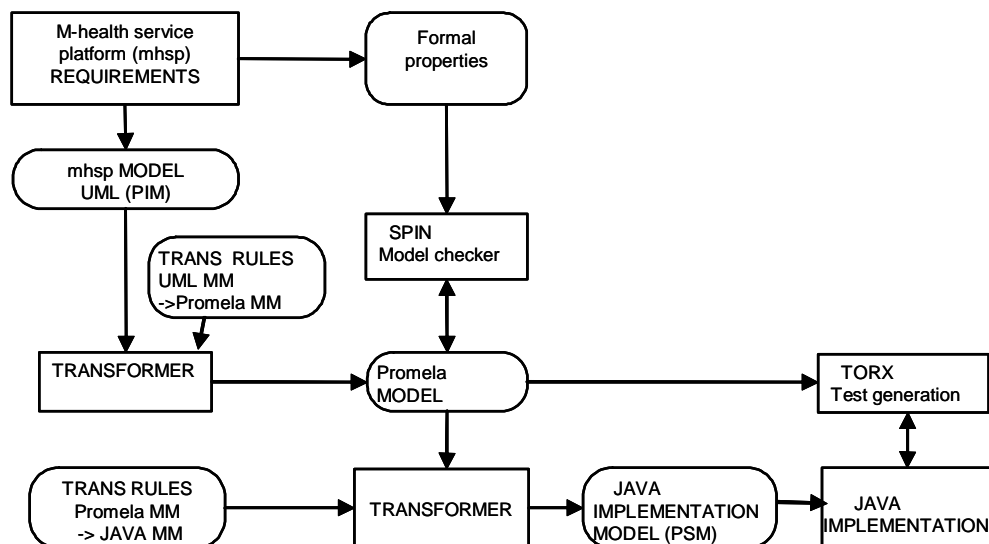 M-health service
platform (mhsp)
REQUIREMENTS
Formal
properties
mhsp MODEL
UML (PIM)
SPIN
Model checker
TRANS RULES
UML MM
->Promela MM
TRANSFORMER
Promela
MODEL
TORX
Test generation
TRANS RULES
Promela MM
-> JAVA MM
TRANSFORMER
JAVA
IMPLEMENTATION
MODEL (PSM)
JAVA
IMPLEMENTATION